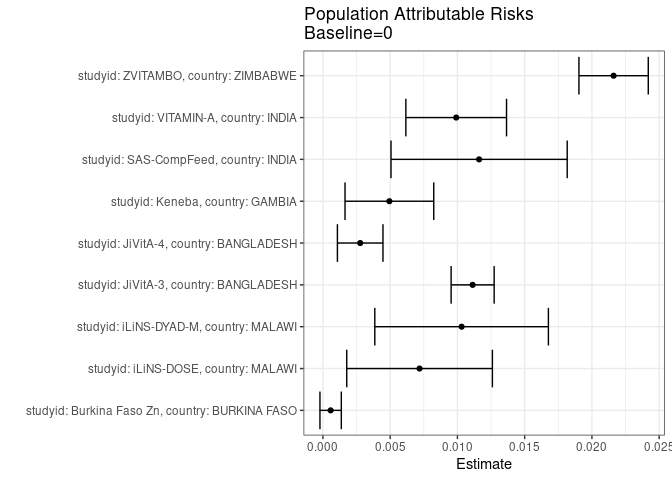 Population Attributable Risks
Baseline=0
studyid: ZVITAMBO, country: ZIMBABWE
studyid: VITAMIN-A, country: INDIA
studyid: SAS-CompFeed, country: INDIA
studyid: Keneba, country: GAMBIA
studyid: JiVitA-4, country: BANGLADESH
studyid: JiVitA-3, country: BANGLADESH
studyid: iLiNS-DYAD-M, country: MALAWI
studyid: iLiNS-DOSE, country: MALAWI
studyid: Burkina Faso Zn, country: BURKINA FASO
0.000 0.005 0.010 0.015 0.020 0.025
Estimate